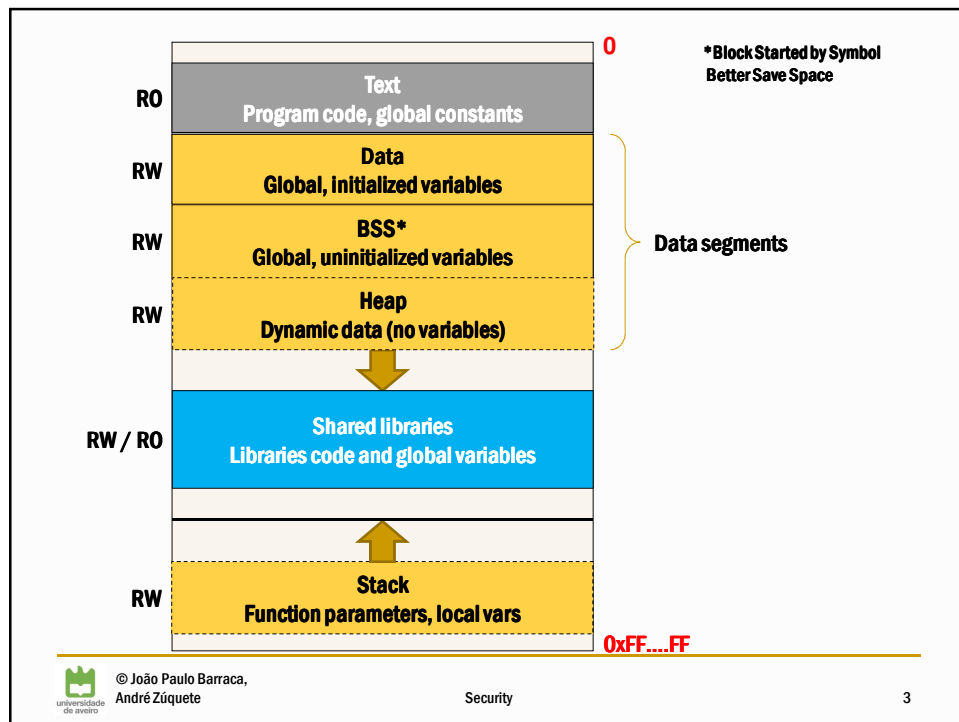 0
* Block Started by Symbol
Better Save Space
RO
Text
Program code, global constants
RW
Data
Global, initialized variables
RW
BSS*
Global, uninitialized variables
Data segments
RW
Heap
Dynamic data (no variables)
RW / RO
Shared libraries
Libraries code and global variables
RW
Stack
Function parameters, local vars
0xFF....FF
universidade
de aveiro
© João Paulo Barraca,
André Zúquete
Security
3